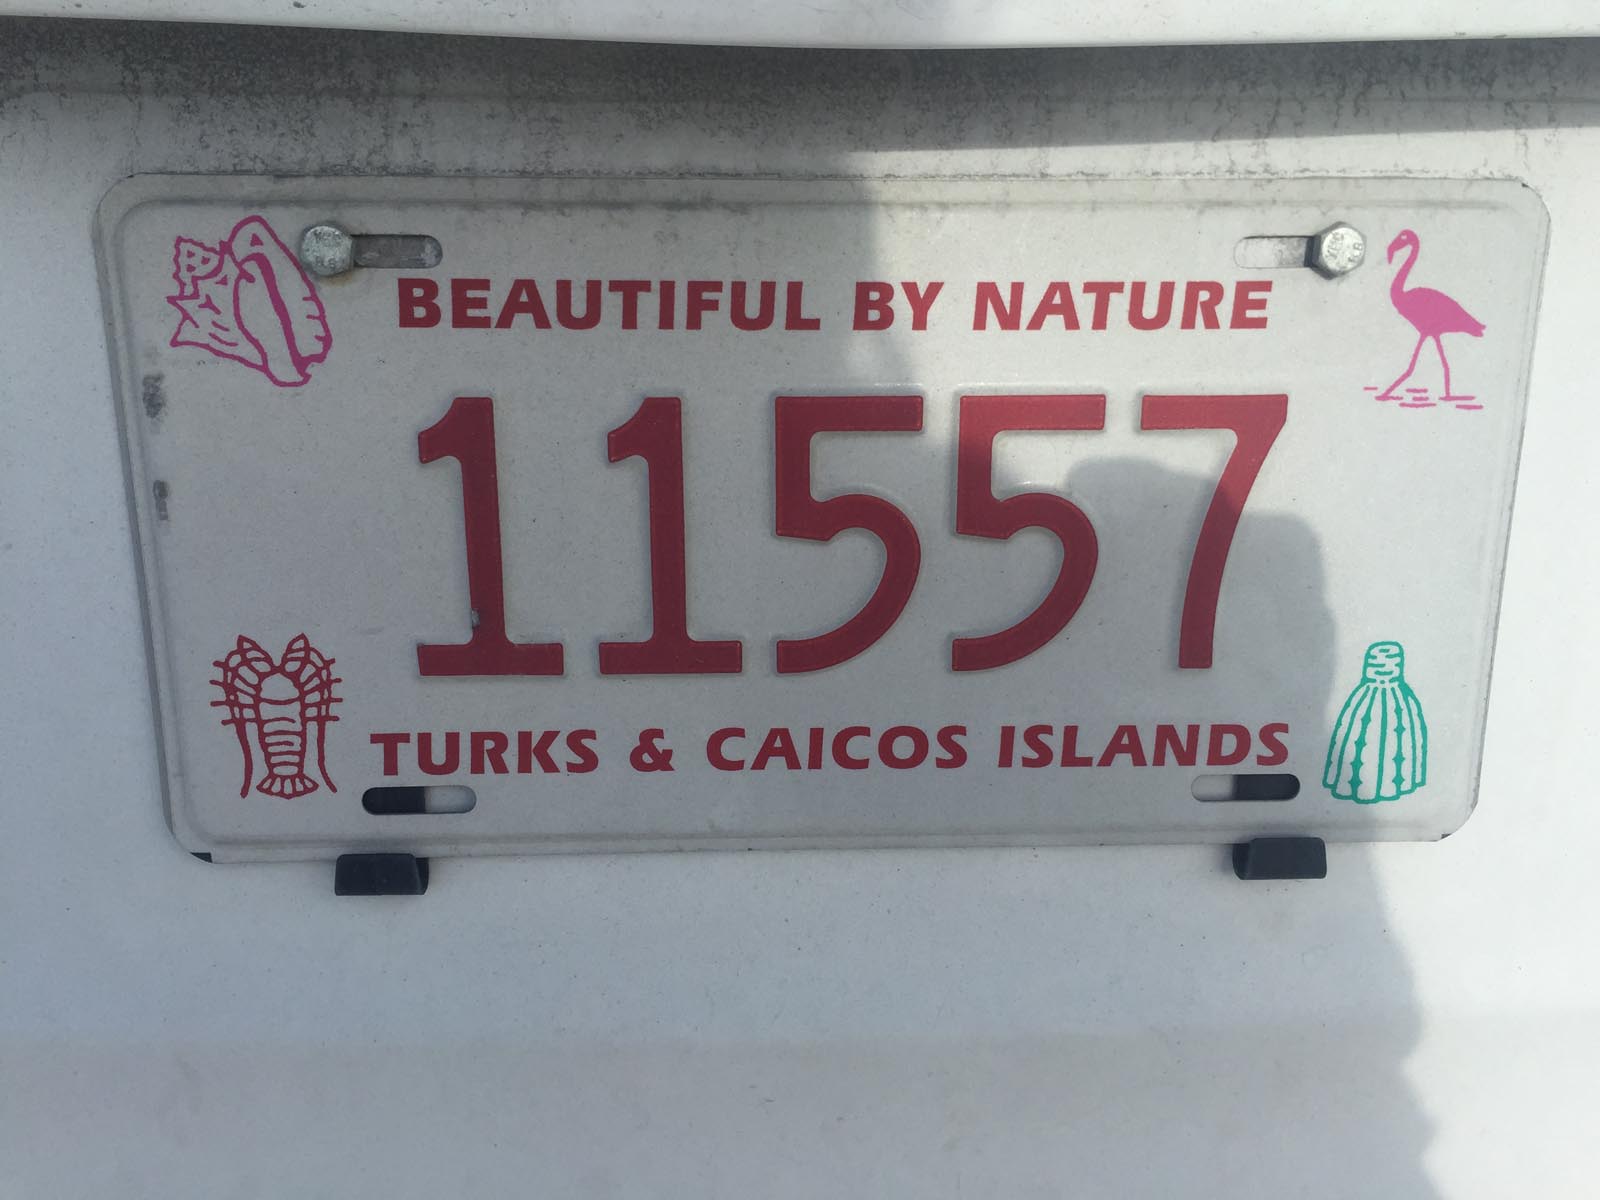 BEAUTIFUL BY NATURE
11557
TURKS & CAICOS ISLANDS